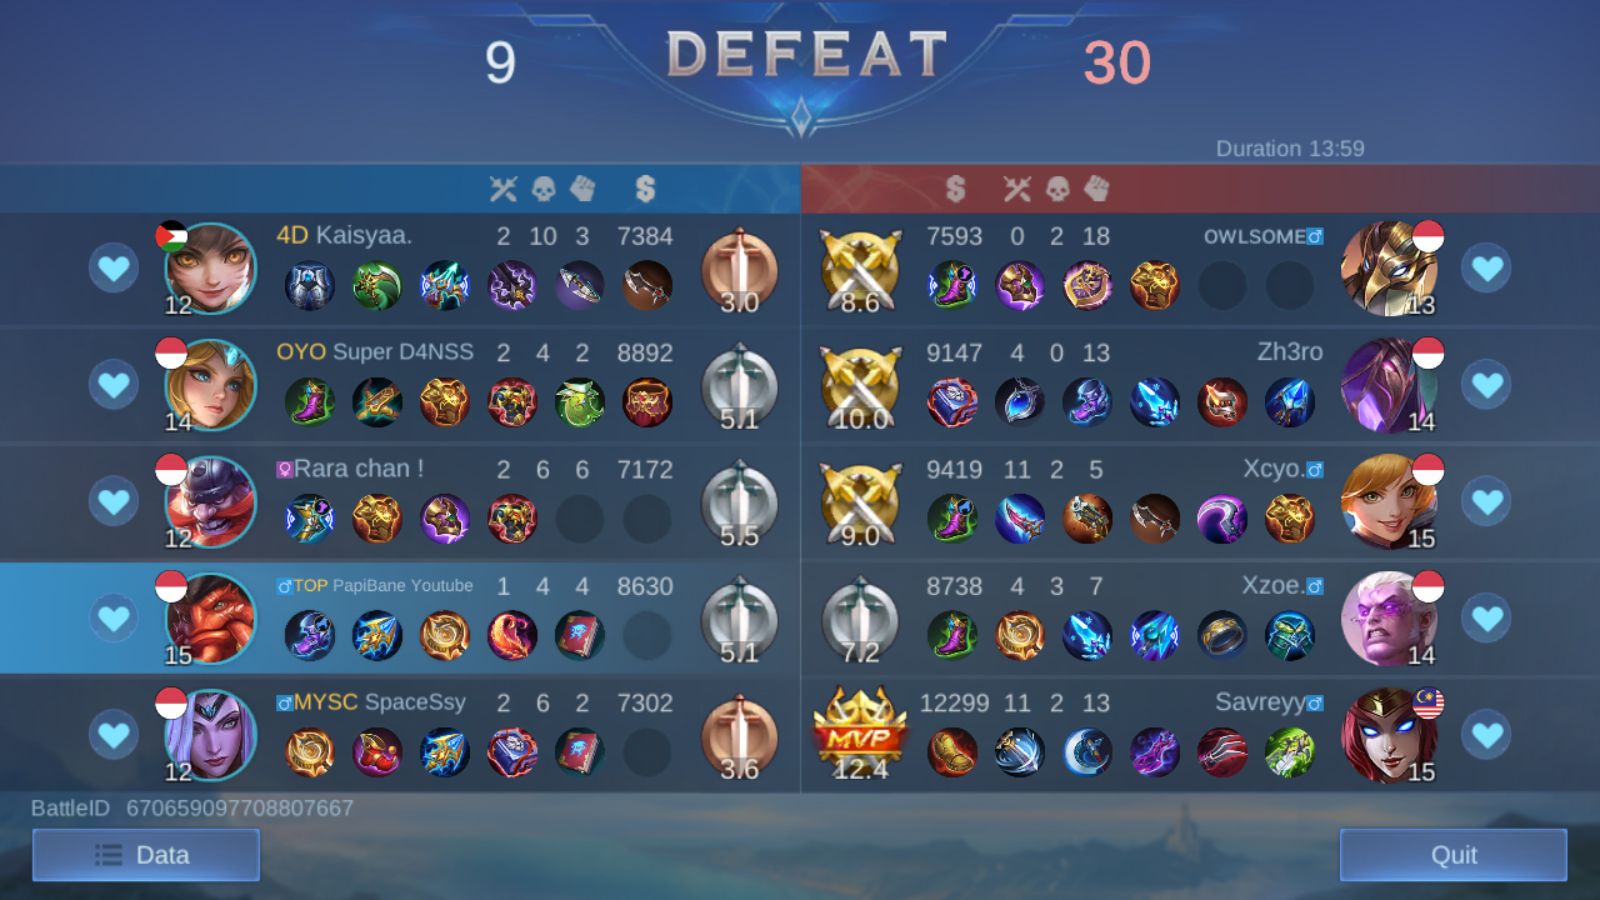 9 DEFEAT 30
Duration 13:59
4D Kaisyaa. 2 10 3 7384 3.0 12
8.6 7593 0 2 18 OWLSOME♂ 13
OYO Super D4NSS 2 4 2 8892 5.1 14
10.0 9147 4 0 13 Zh3ro 14
♀Rara chan ! 2 6 6 7172 5.5 12
9.0 9419 11 2 5 Xcyo.♂ 15
♂TOP PapiBane Youtube 1 4 4 8630 5.1 15
7.2 8738 4 3 7 Xzoe.♂ 14
♂MYSC SpaceSsy 2 6 2 7302 3.6 12
MVP 12.4 12299 11 2 13 Savreyy♂ 15
BattleID 670659097708807667
Data
Quit